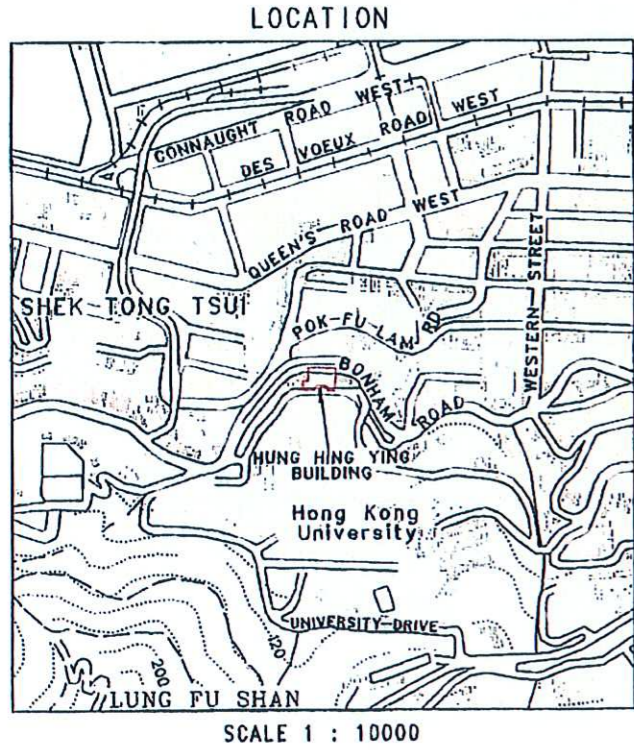 LOCATION
CONNAUGHT ROAD WEST
DES VOEUX ROAD WEST
QUEEN'S ROAD WEST
WESTERN STREET
SHEK TONG TSUI
POK-FU-LAM RD
BONHAM ROAD
HUNG HING YING
BUILDING
Hong Kong
University
UNIVERSITY DRIVE
120
200
LUNG FU SHAN
SCALE 1 : 10000